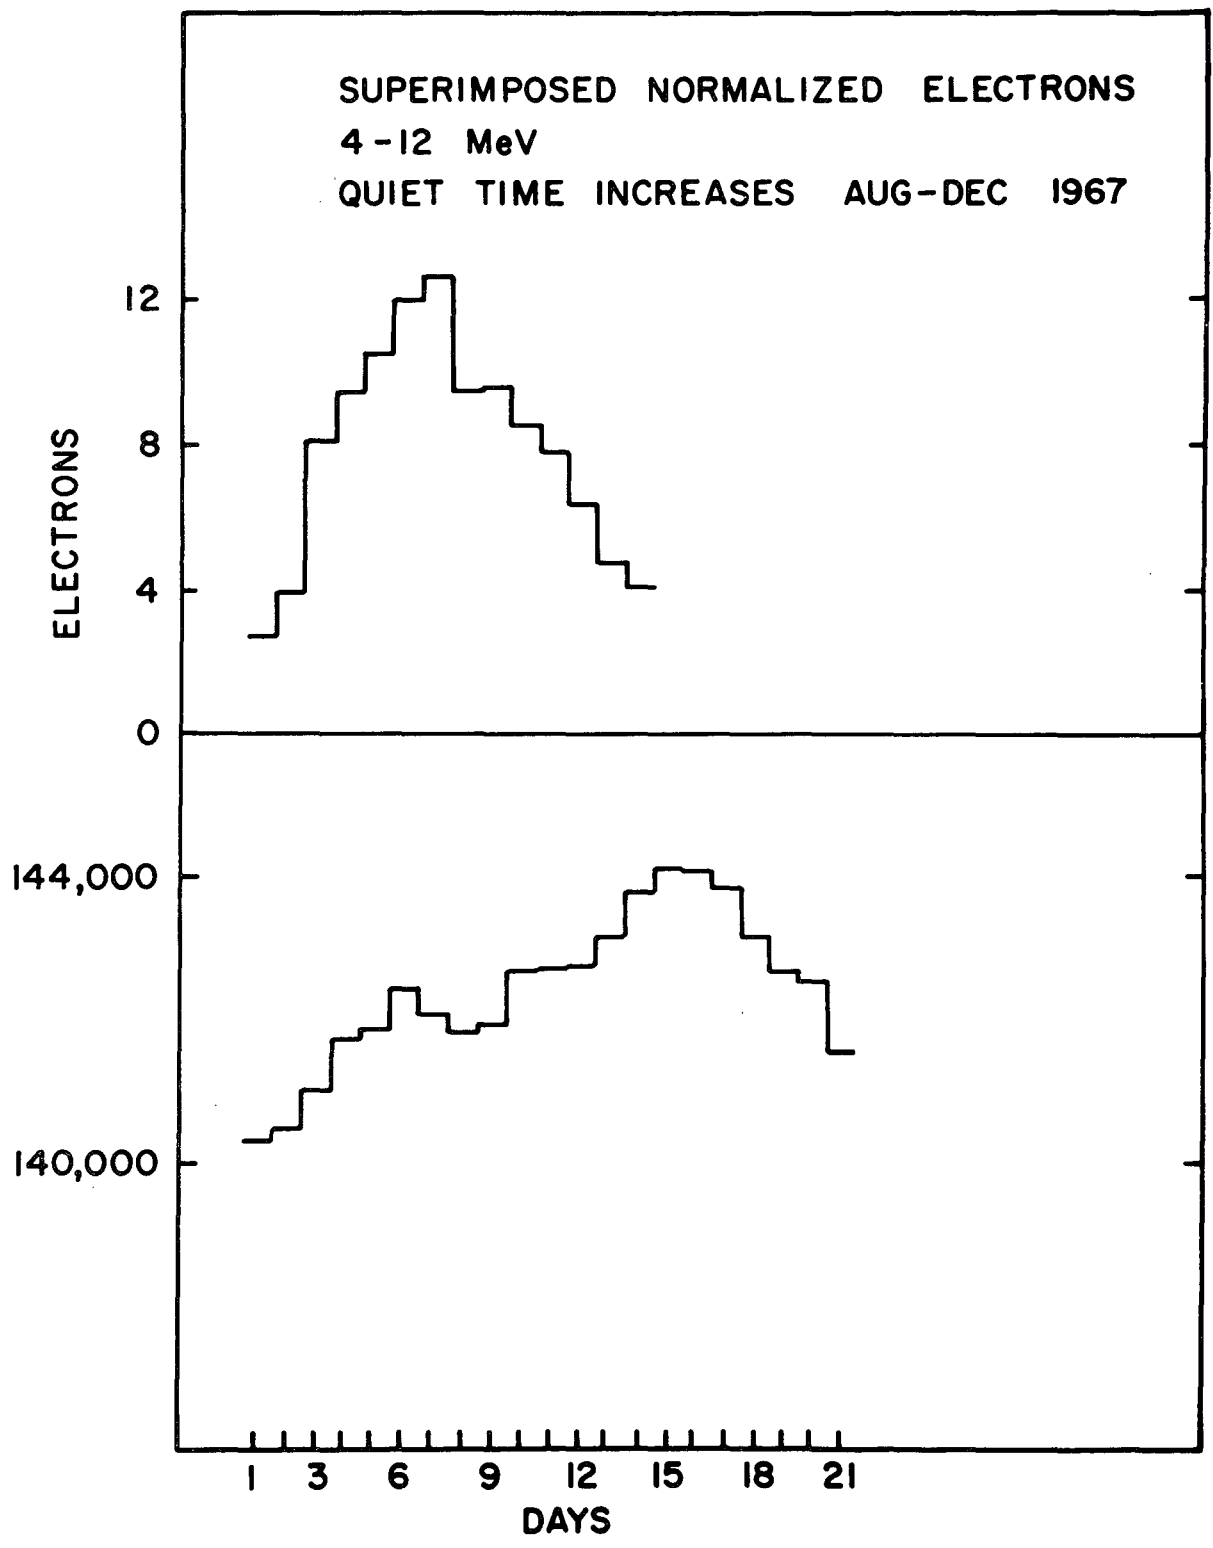 SUPERIMPOSED NORMALIZED ELECTRONS
4-12 MeV
QUIET TIME INCREASES AUG-DEC 1967
12
8
4
0
ELECTRONS
144,000
140,000
1 3 6 9 12 15 18 21
DAYS